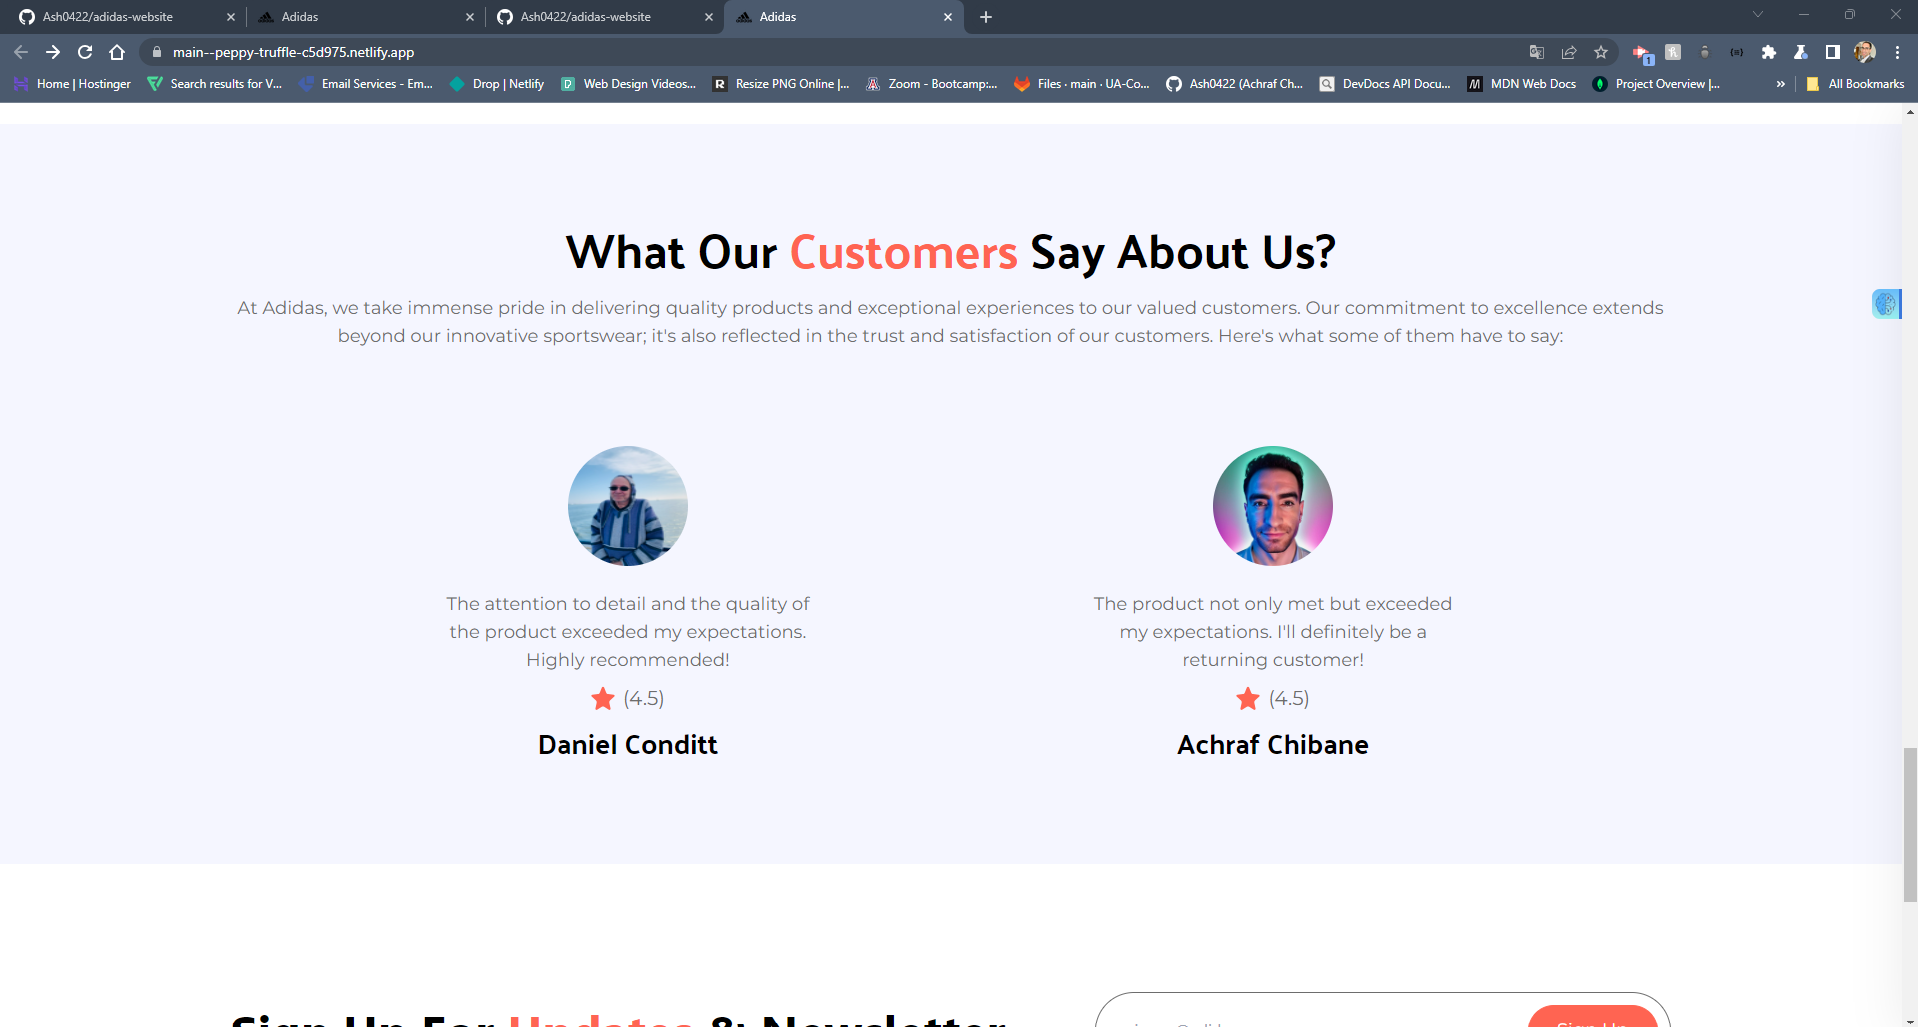 Ash0422/adidas-website
Adidas
Ash0422/adidas-website
Adidas
main--peppy-truffle-c5d975.netlify.app
1
Home | Hostinger
Search results for V...
Email Services - Em...
Drop | Netlify
Web Design Videos...
Resize PNG Online |...
Zoom - Bootcamp:...
Files · main · UA-Co...
Ash0422 (Achraf Ch...
DevDocs API Docu...
MDN Web Docs
Project Overview |...
All Bookmarks
What Our Customers Say About Us?
At Adidas, we take immense pride in delivering quality products and exceptional experiences to our valued customers. Our commitment to excellence extends
beyond our innovative sportswear; it's also reflected in the trust and satisfaction of our customers. Here's what some of them have to say:
The attention to detail and the quality of
the product exceeded my expectations.
Highly recommended!
(4.5)
Daniel Conditt
The product not only met but exceeded
my expectations. I'll definitely be a
returning customer!
(4.5)
Achraf Chibane
Sign Up For Updates & Newsletter
Sign Up